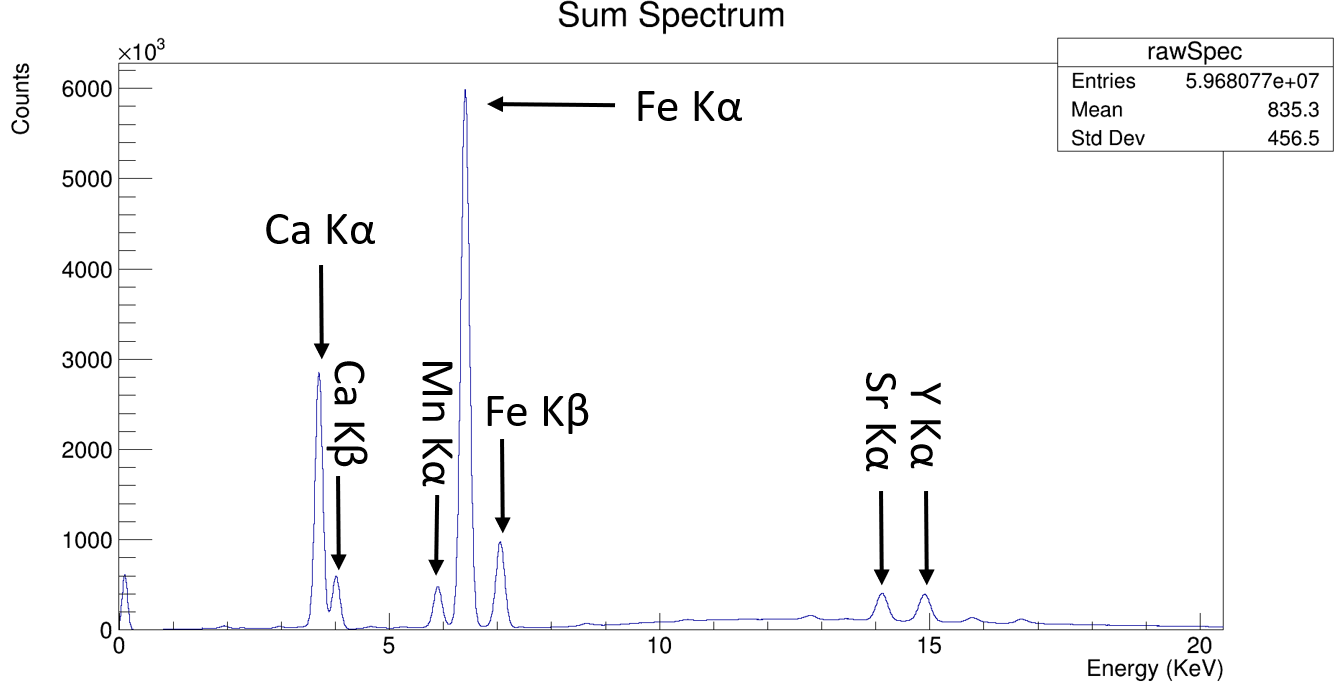 Sum Spectrum
×10³
Counts
rawSpec
Entries 5.968077e+07
Mean 835.3
Std Dev 456.5
6000
5000
4000
3000
2000
1000
0
Fe Kα
Ca Kα
Ca Kβ
Mn Kα
Fe Kβ
Sr Kα
Y Kα
0 5 10 15 20
Energy (KeV)